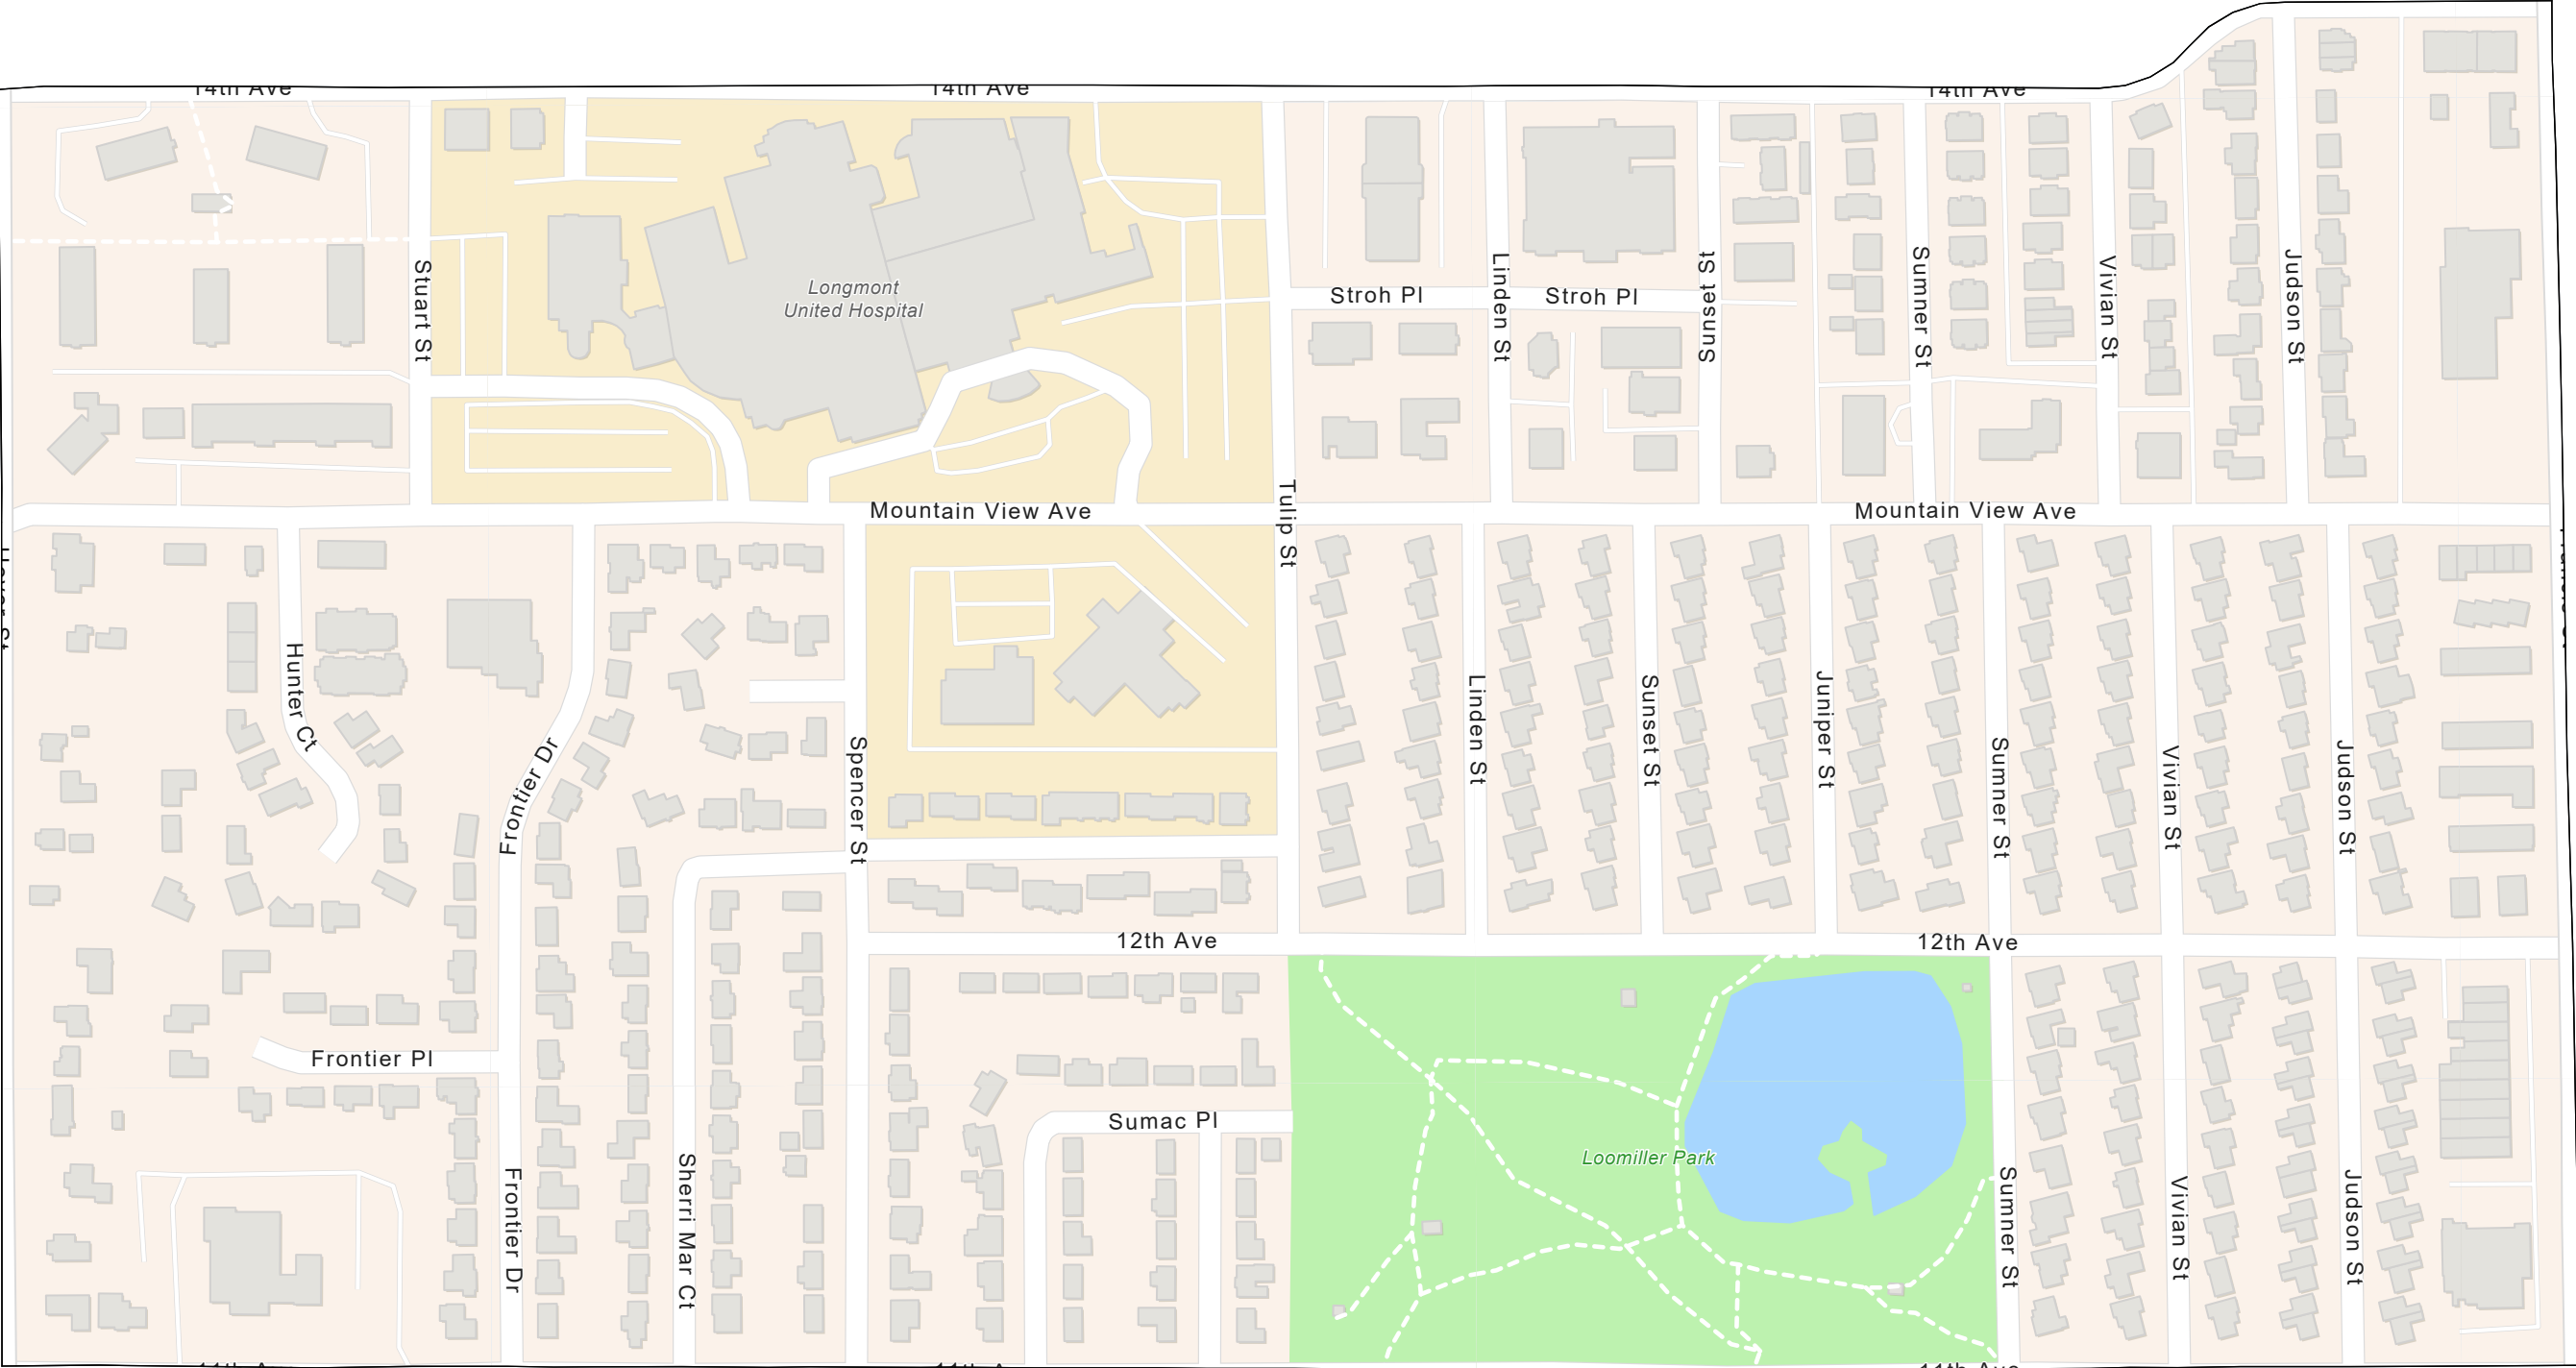 14th Ave
14th Ave
14th Ave
Stuart St
Longmont
United Hospital
Stroh Pl
Stroh Pl
Linden St
Sunset St
Sumner St
Vivian St
Judson St
Mountain View Ave
Mountain View Ave
Tulip St
Hunter Ct
Frontier Dr
Spencer St
Linden St
Sunset St
Juniper St
Sumner St
Vivian St
Judson St
12th Ave
12th Ave
Frontier Pl
Sumac Pl
Loomiller Park
Frontier Dr
Sherri Mar Ct
Sumner St
Vivian St
Judson St
11th Ave